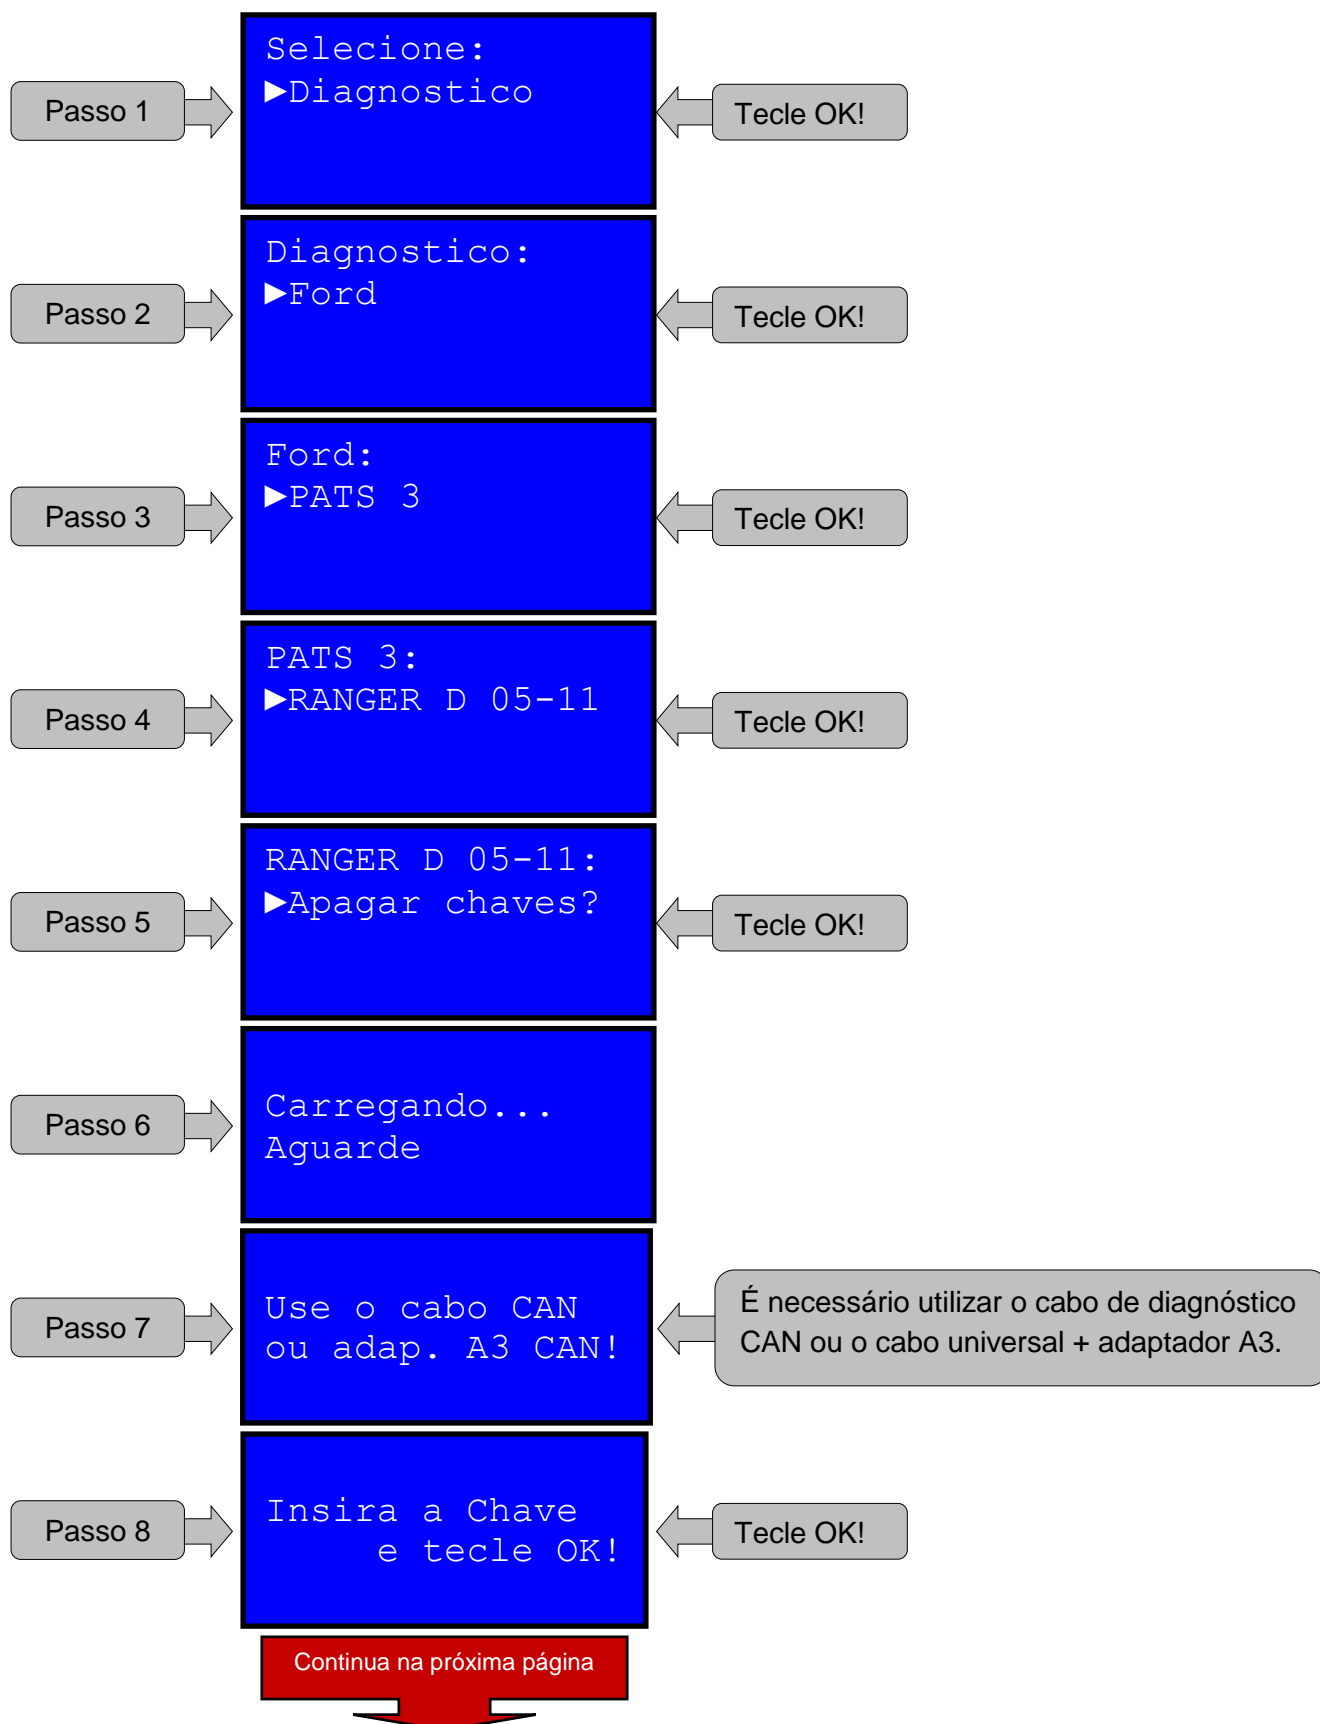 Passo 1
Selecione:
►Diagnostico
Tecle OK!
Passo 2
Diagnostico:
►Ford
Tecle OK!
Passo 3
Ford:
►PATS 3
Tecle OK!
Passo 4
PATS 3:
►RANGER D 05-11
Tecle OK!
Passo 5
RANGER D 05-11:
►Apagar chaves?
Tecle OK!
Passo 6
Carregando...
Aguarde
Passo 7
Use o cabo CAN
ou adap. A3 CAN!
É necessário utilizar o cabo de diagnóstico
CAN ou o cabo universal + adaptador A3.
Passo 8
Insira a Chave
e tecle OK!
Tecle OK!
Continua na próxima página